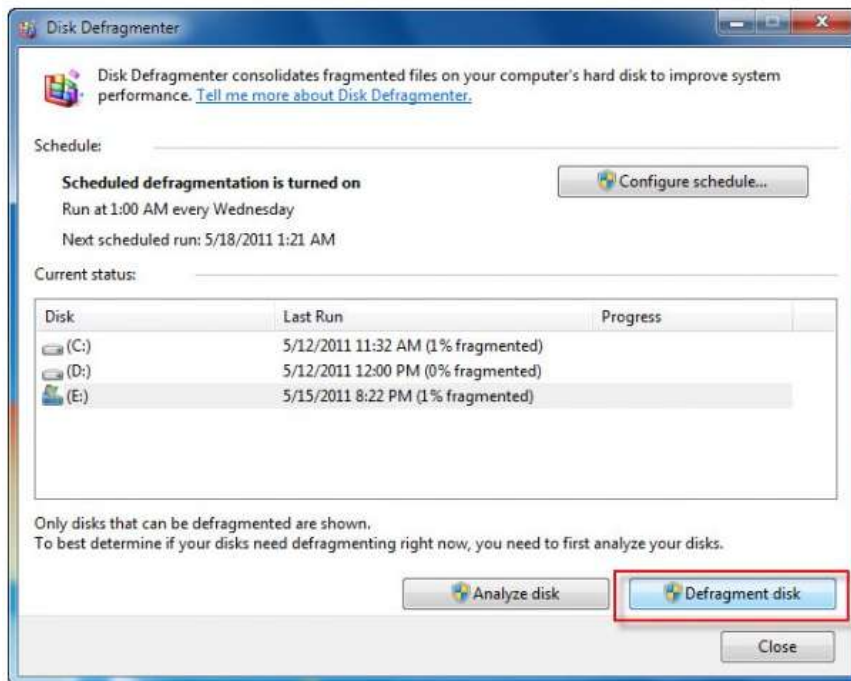 Disk Defragmenter
Disk Defragmenter consolidates fragmented files on your computer's hard disk to improve system
performance. Tell me more about Disk Defragmenter.
Schedule:
Scheduled defragmentation is turned on
Configure schedule...
Run at 1:00 AM every Wednesday
Next scheduled run: 5/18/2011 1:21 AM
Current status:
Disk Last Run Progress
(C:) 5/12/2011 11:32 AM (1% fragmented)
(D:) 5/12/2011 12:00 PM (0% fragmented)
(E:) 5/15/2011 8:22 PM (1% fragmented)
Only disks that can be defragmented are shown.
To best determine if your disks need defragmenting right now, you need to first analyze your disks.
Analyze disk Defragment disk
Close